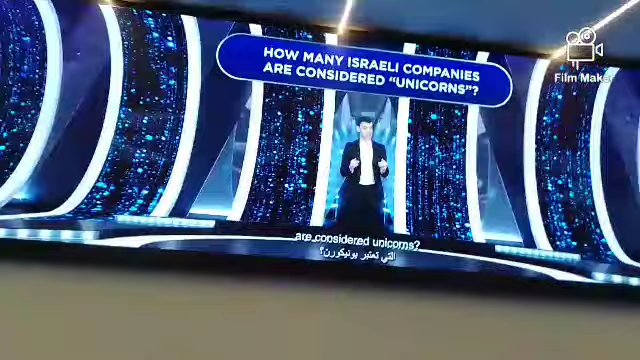 HOW MANY ISRAELI COMPANIES
ARE CONSIDERED "UNICORNS"?
Film Maker
are considered unicorns?
التي تعتبر يونيكورن؟